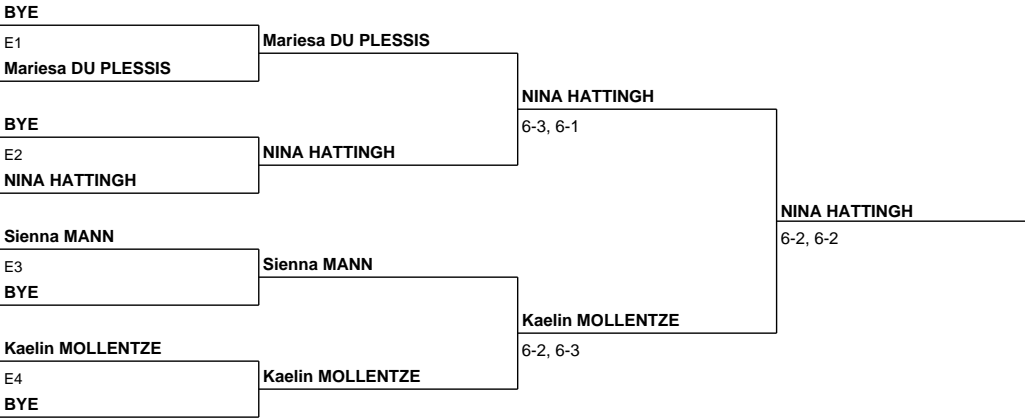 BYE
E1
Mariesa DU PLESSIS
Mariesa DU PLESSIS
BYE
E2
NINA HATTINGH
NINA HATTINGH
NINA HATTINGH
6-3, 6-1
Sienna MANN
E3
BYE
Sienna MANN
Kaelin MOLLENTZE
E4
BYE
Kaelin MOLLENTZE
Kaelin MOLLENTZE
6-2, 6-3
NINA HATTINGH
6-2, 6-2